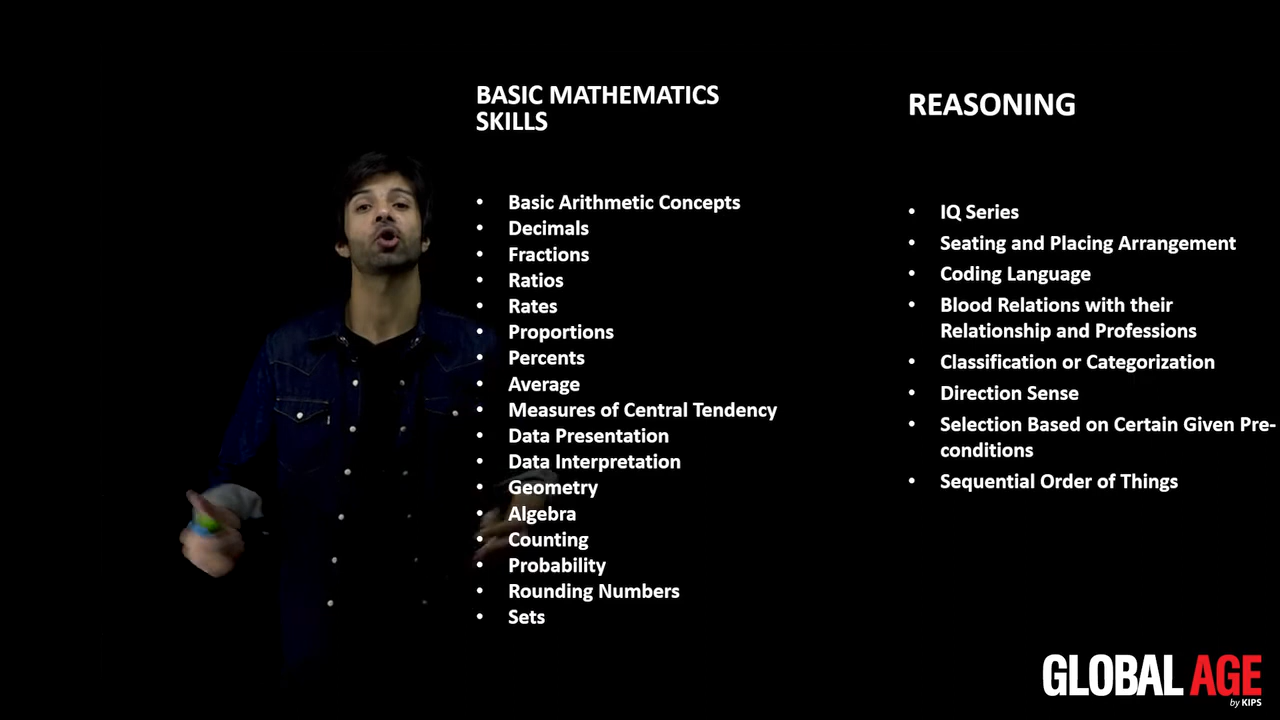 BASIC MATHEMATICS
SKILLS
• Basic Arithmetic Concepts
• Decimals
• Fractions
• Ratios
• Rates
• Proportions
• Percents
• Average
• Measures of Central Tendency
• Data Presentation
• Data Interpretation
• Geometry
• Algebra
• Counting
• Probability
• Rounding Numbers
• Sets
REASONING
• IQ Series
• Seating and Placing Arrangement
• Coding Language
• Blood Relations with their
Relationship and Professions
• Classification or Categorization
• Direction Sense
• Selection Based on Certain Given Pre-
conditions
• Sequential Order of Things
GLOBAL AGE
by KIPS